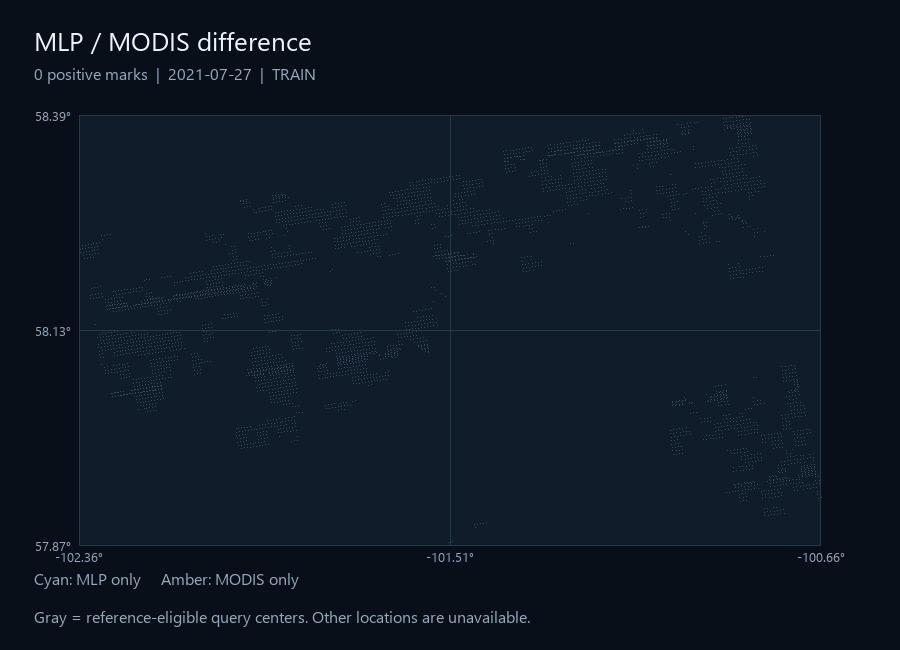 MLP / MODIS difference
0 positive marks | 2021-07-27 | TRAIN
58.39°
58.13°
57.87°
-102.36° -101.51° -100.66°
Cyan: MLP only Amber: MODIS only
Gray = reference-eligible query centers. Other locations are unavailable.